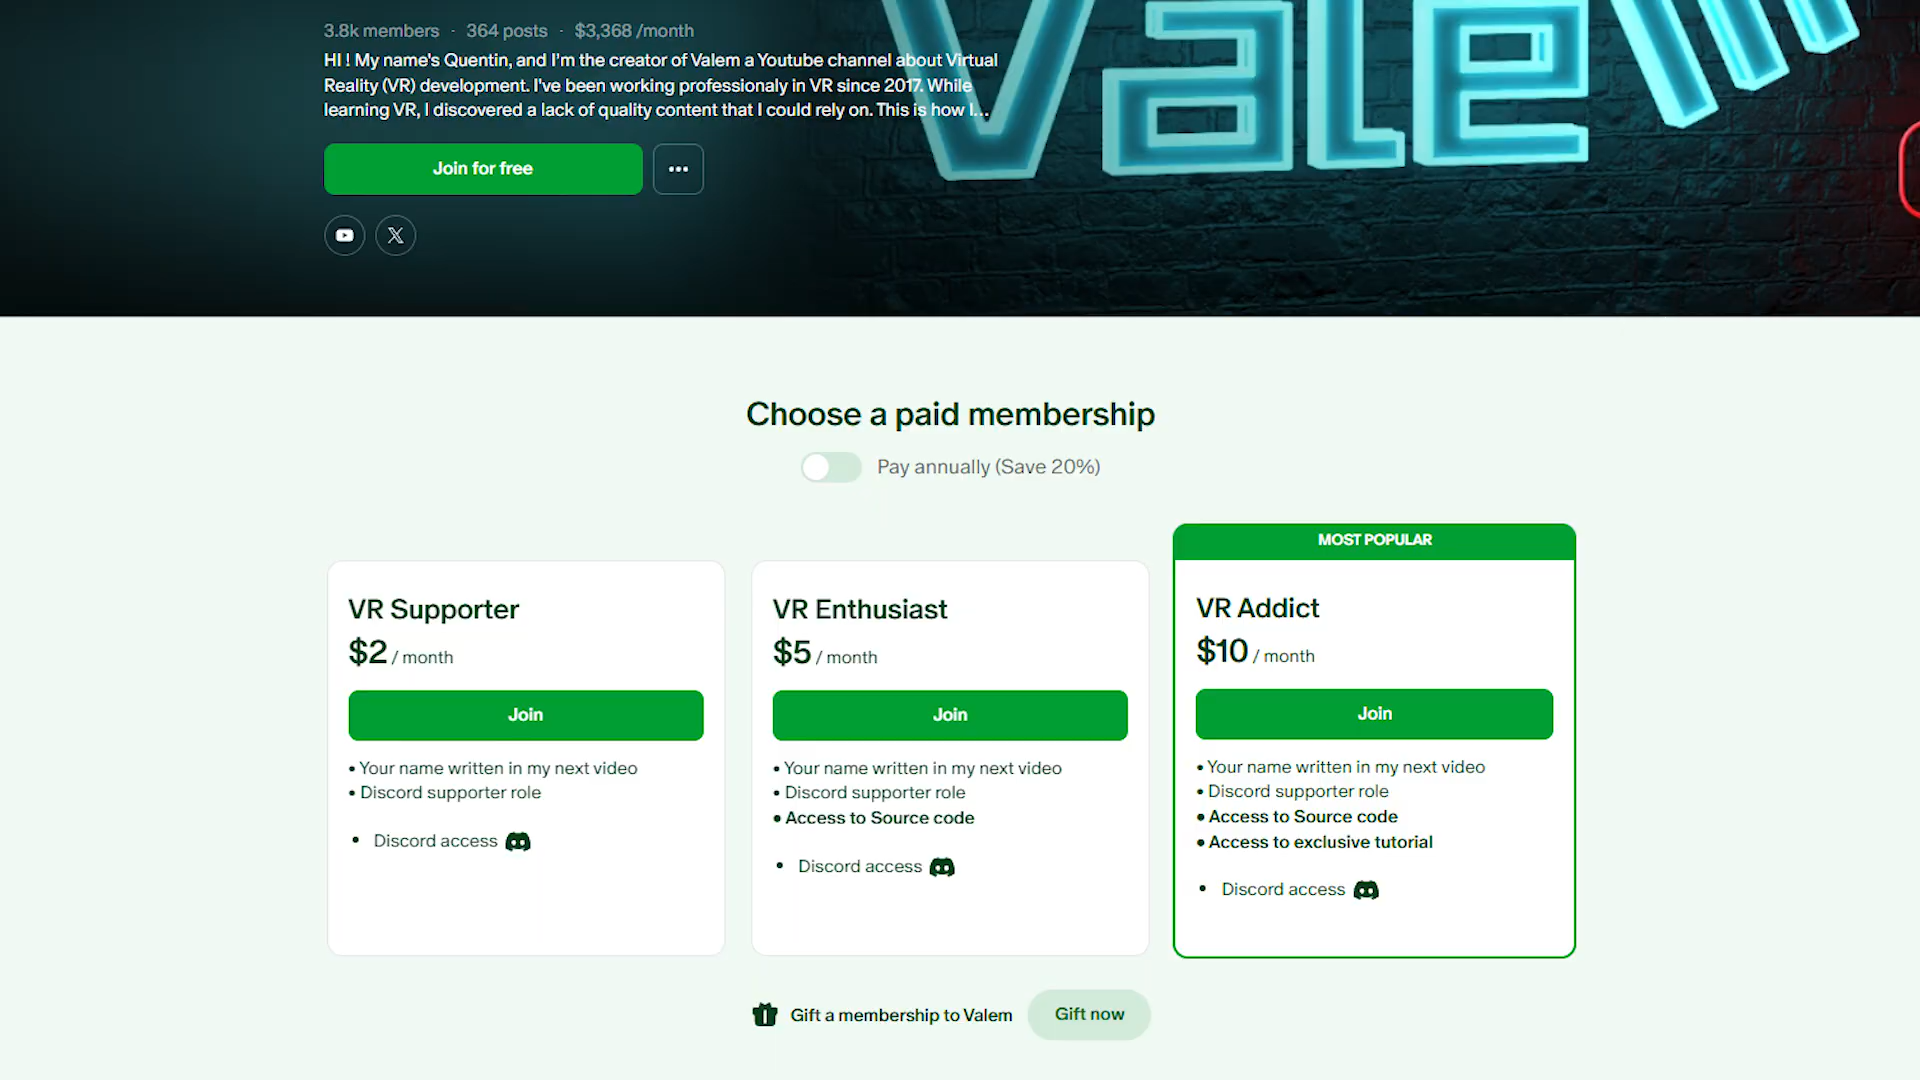 3.8k members · 364 posts · $3,368 /month
HI ! My name's Quentin, and I'm the creator of Valem a Youtube channel about Virtual
Reality (VR) development. I've been working professionaly in VR since 2017. While
learning VR, I discovered a lack of quality content that I could rely on. This is how I...
Valem
Join for free
Choose a paid membership
Pay annually (Save 20%)
VR Supporter
$2 / month
Join
• Your name written in my next video
• Discord supporter role
• Discord access
VR Enthusiast
$5 / month
Join
• Your name written in my next video
• Discord supporter role
• Access to Source code
• Discord access
MOST POPULAR
VR Addict
$10 / month
Join
• Your name written in my next video
• Discord supporter role
• Access to Source code
• Access to exclusive tutorial
• Discord access
Gift a membership to Valem
Gift now